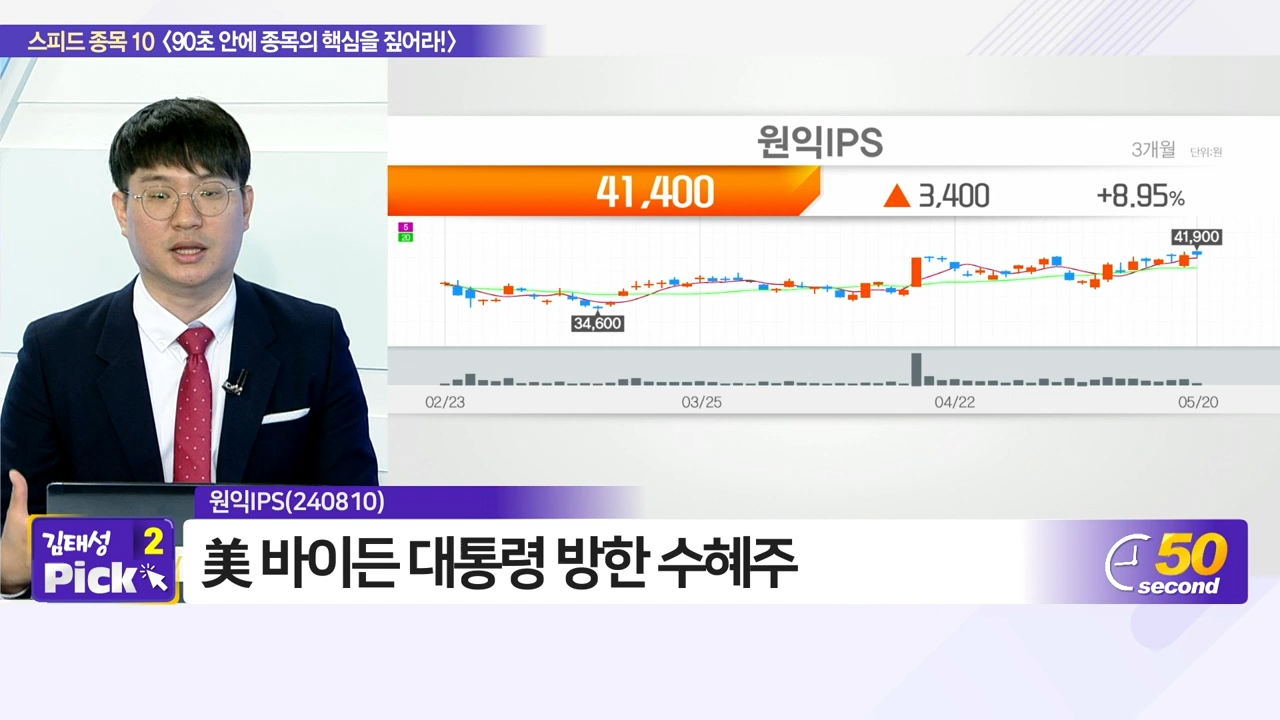 스피드 종목 10 <90초 안에 종목의 핵심을 짚어라!>
원익IPS
3개월 단위:원
41,400 ▲ 3,400 +8.95%
5
20
41,900
34,600
02/23 03/25 04/22 05/20
원익IPS(240810)
김태성 2
Pick
美 바이든 대통령 방한 수혜주
50
second